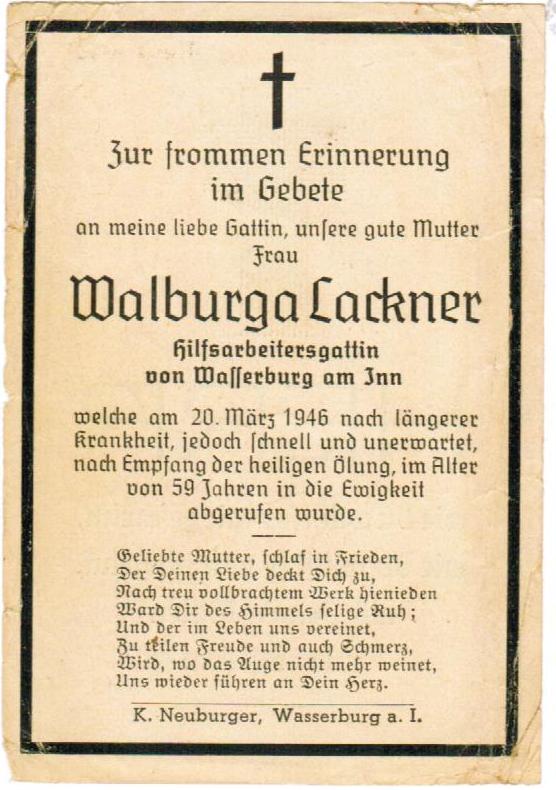 Zur frommen Erinnerung
im Gebete
an meine liebe Gattin, unsere gute Mutter
Frau
Walburga Lackner
Hilfsarbeitersgattin
von Wasserburg am Inn
welche am 20. März 1946 nach längerer
Krankheit, jedoch schnell und unerwartet,
nach Empfang der heiligen Ölung, im Alter
von 59 Jahren in die Ewigkeit
abgerufen wurde.
Geliebte Mutter, schlaf in Frieden,
Der Deinen Liebe deckt Dich zu,
Nach treu vollbrachtem Werk hienieden
Ward Dir des Himmels selige Ruh;
Und der im Leben uns vereinet,
Zu teilen Freude und auch Schmerz,
Wird, wo das Auge nicht mehr weinet,
Uns wieder führen an Dein Herz.
K. Neuburger, Wasserburg a. I.